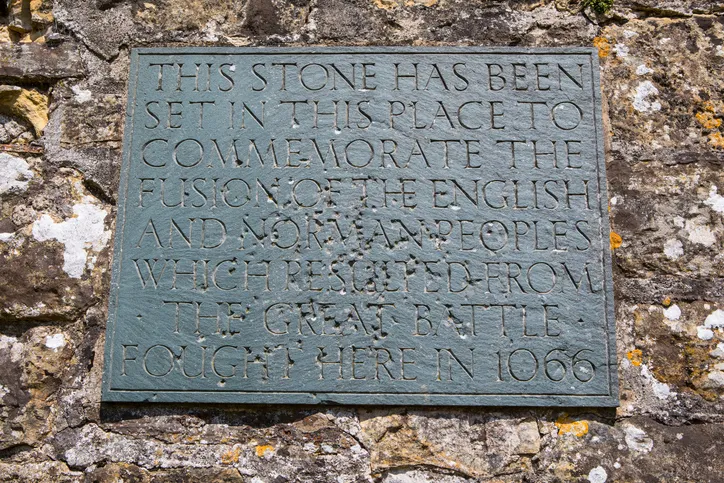 THIS STONE HAS BEEN
SET IN THIS PLACE TO
COMMEMORATE THE
FUSION OF THE ENGLISH
AND NORMAN PEOPLES
WHICH RESULTED FROM
· THE GREAT BATTLE ·
FOUGHT HERE IN 1066